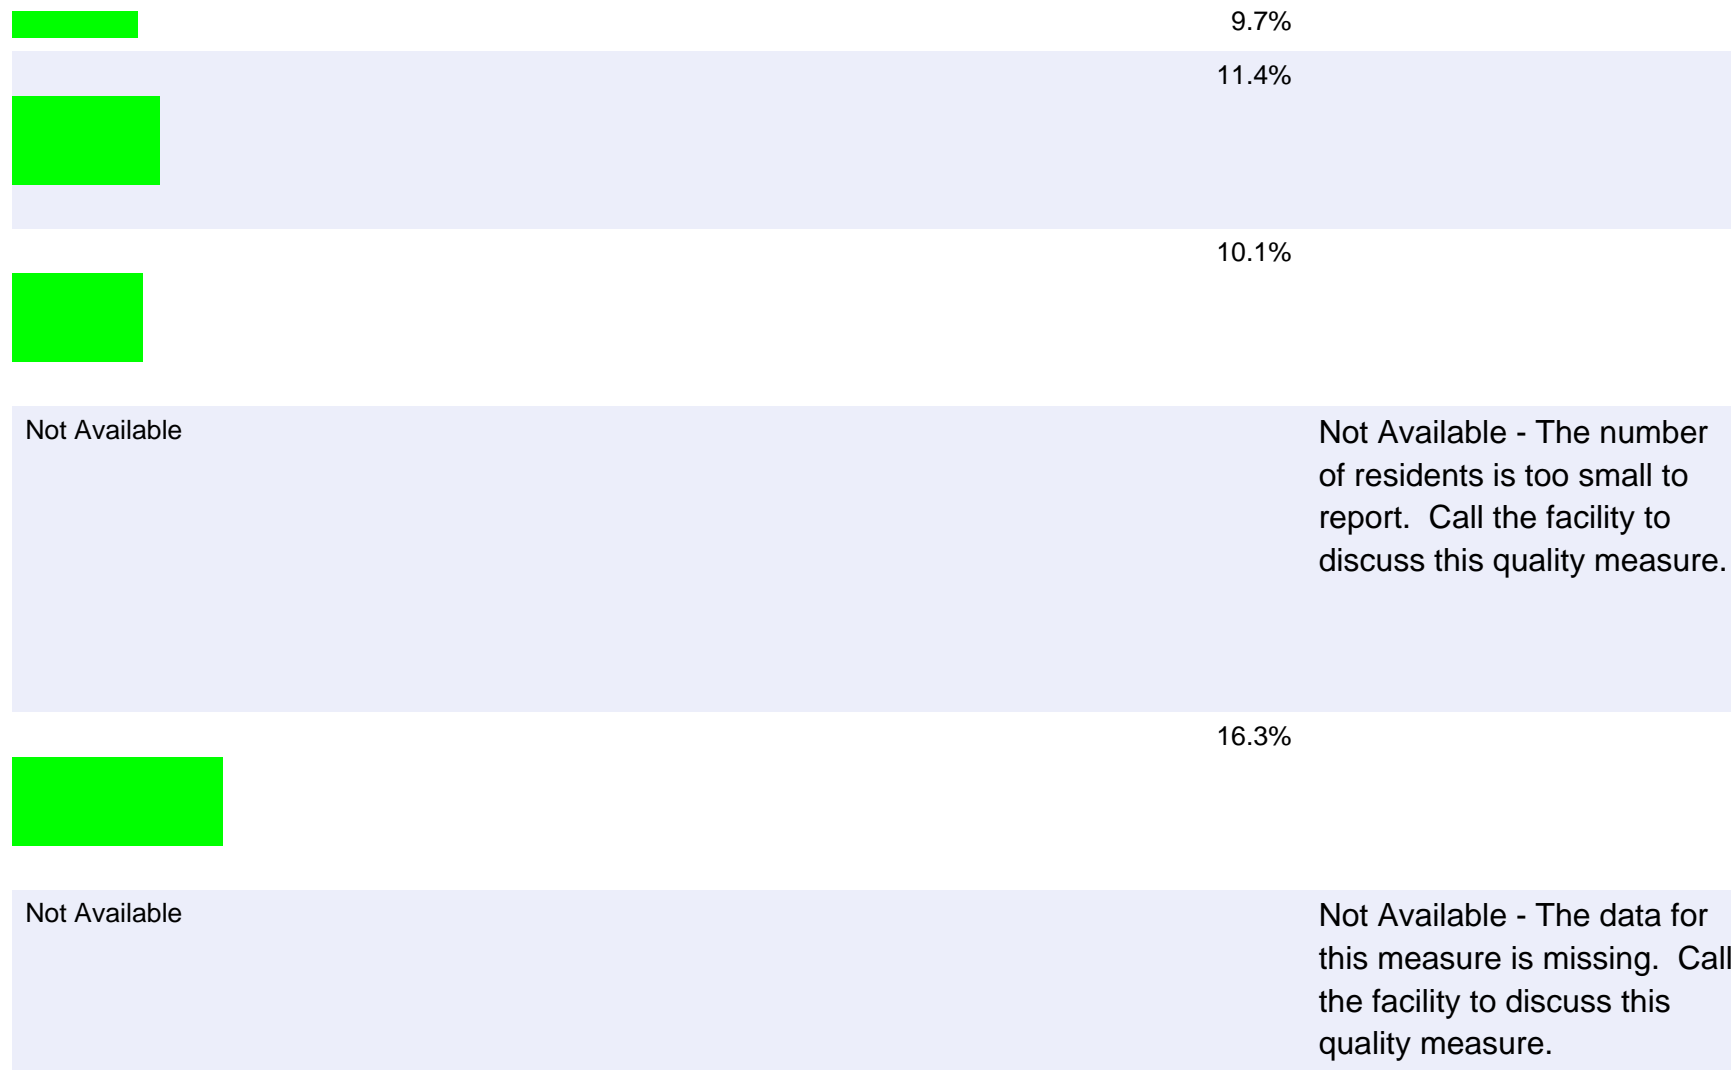 9.7%
11.4%
10.1%
Not Available
Not Available - The number
of residents is too small to
report.  Call the facility to
discuss this quality measure.
16.3%
Not Available
Not Available - The data for
this measure is missing.  Call
the facility to discuss this
quality measure.